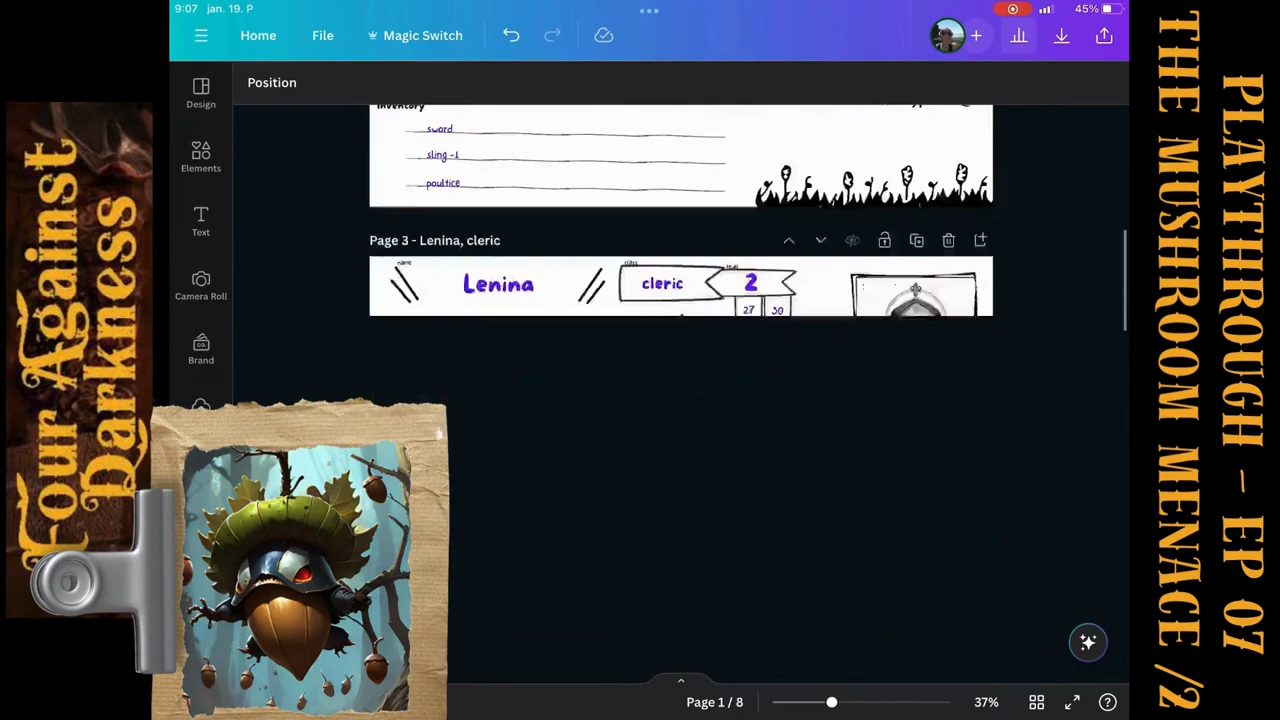 9:07 jan. 19. P
45%
Home
File
Magic Switch
Position
Design
Elements
Text
Camera Roll
Brand
Inventory
sword
sling -1
poultice
Page 3 - Lenina, cleric
name
Lenina
cleric
2
27
30
Page 1 / 8
37%
Four Against
Darkness
PLAYTHROUGH – EP 07
THE MUSHROOM MENACE /2